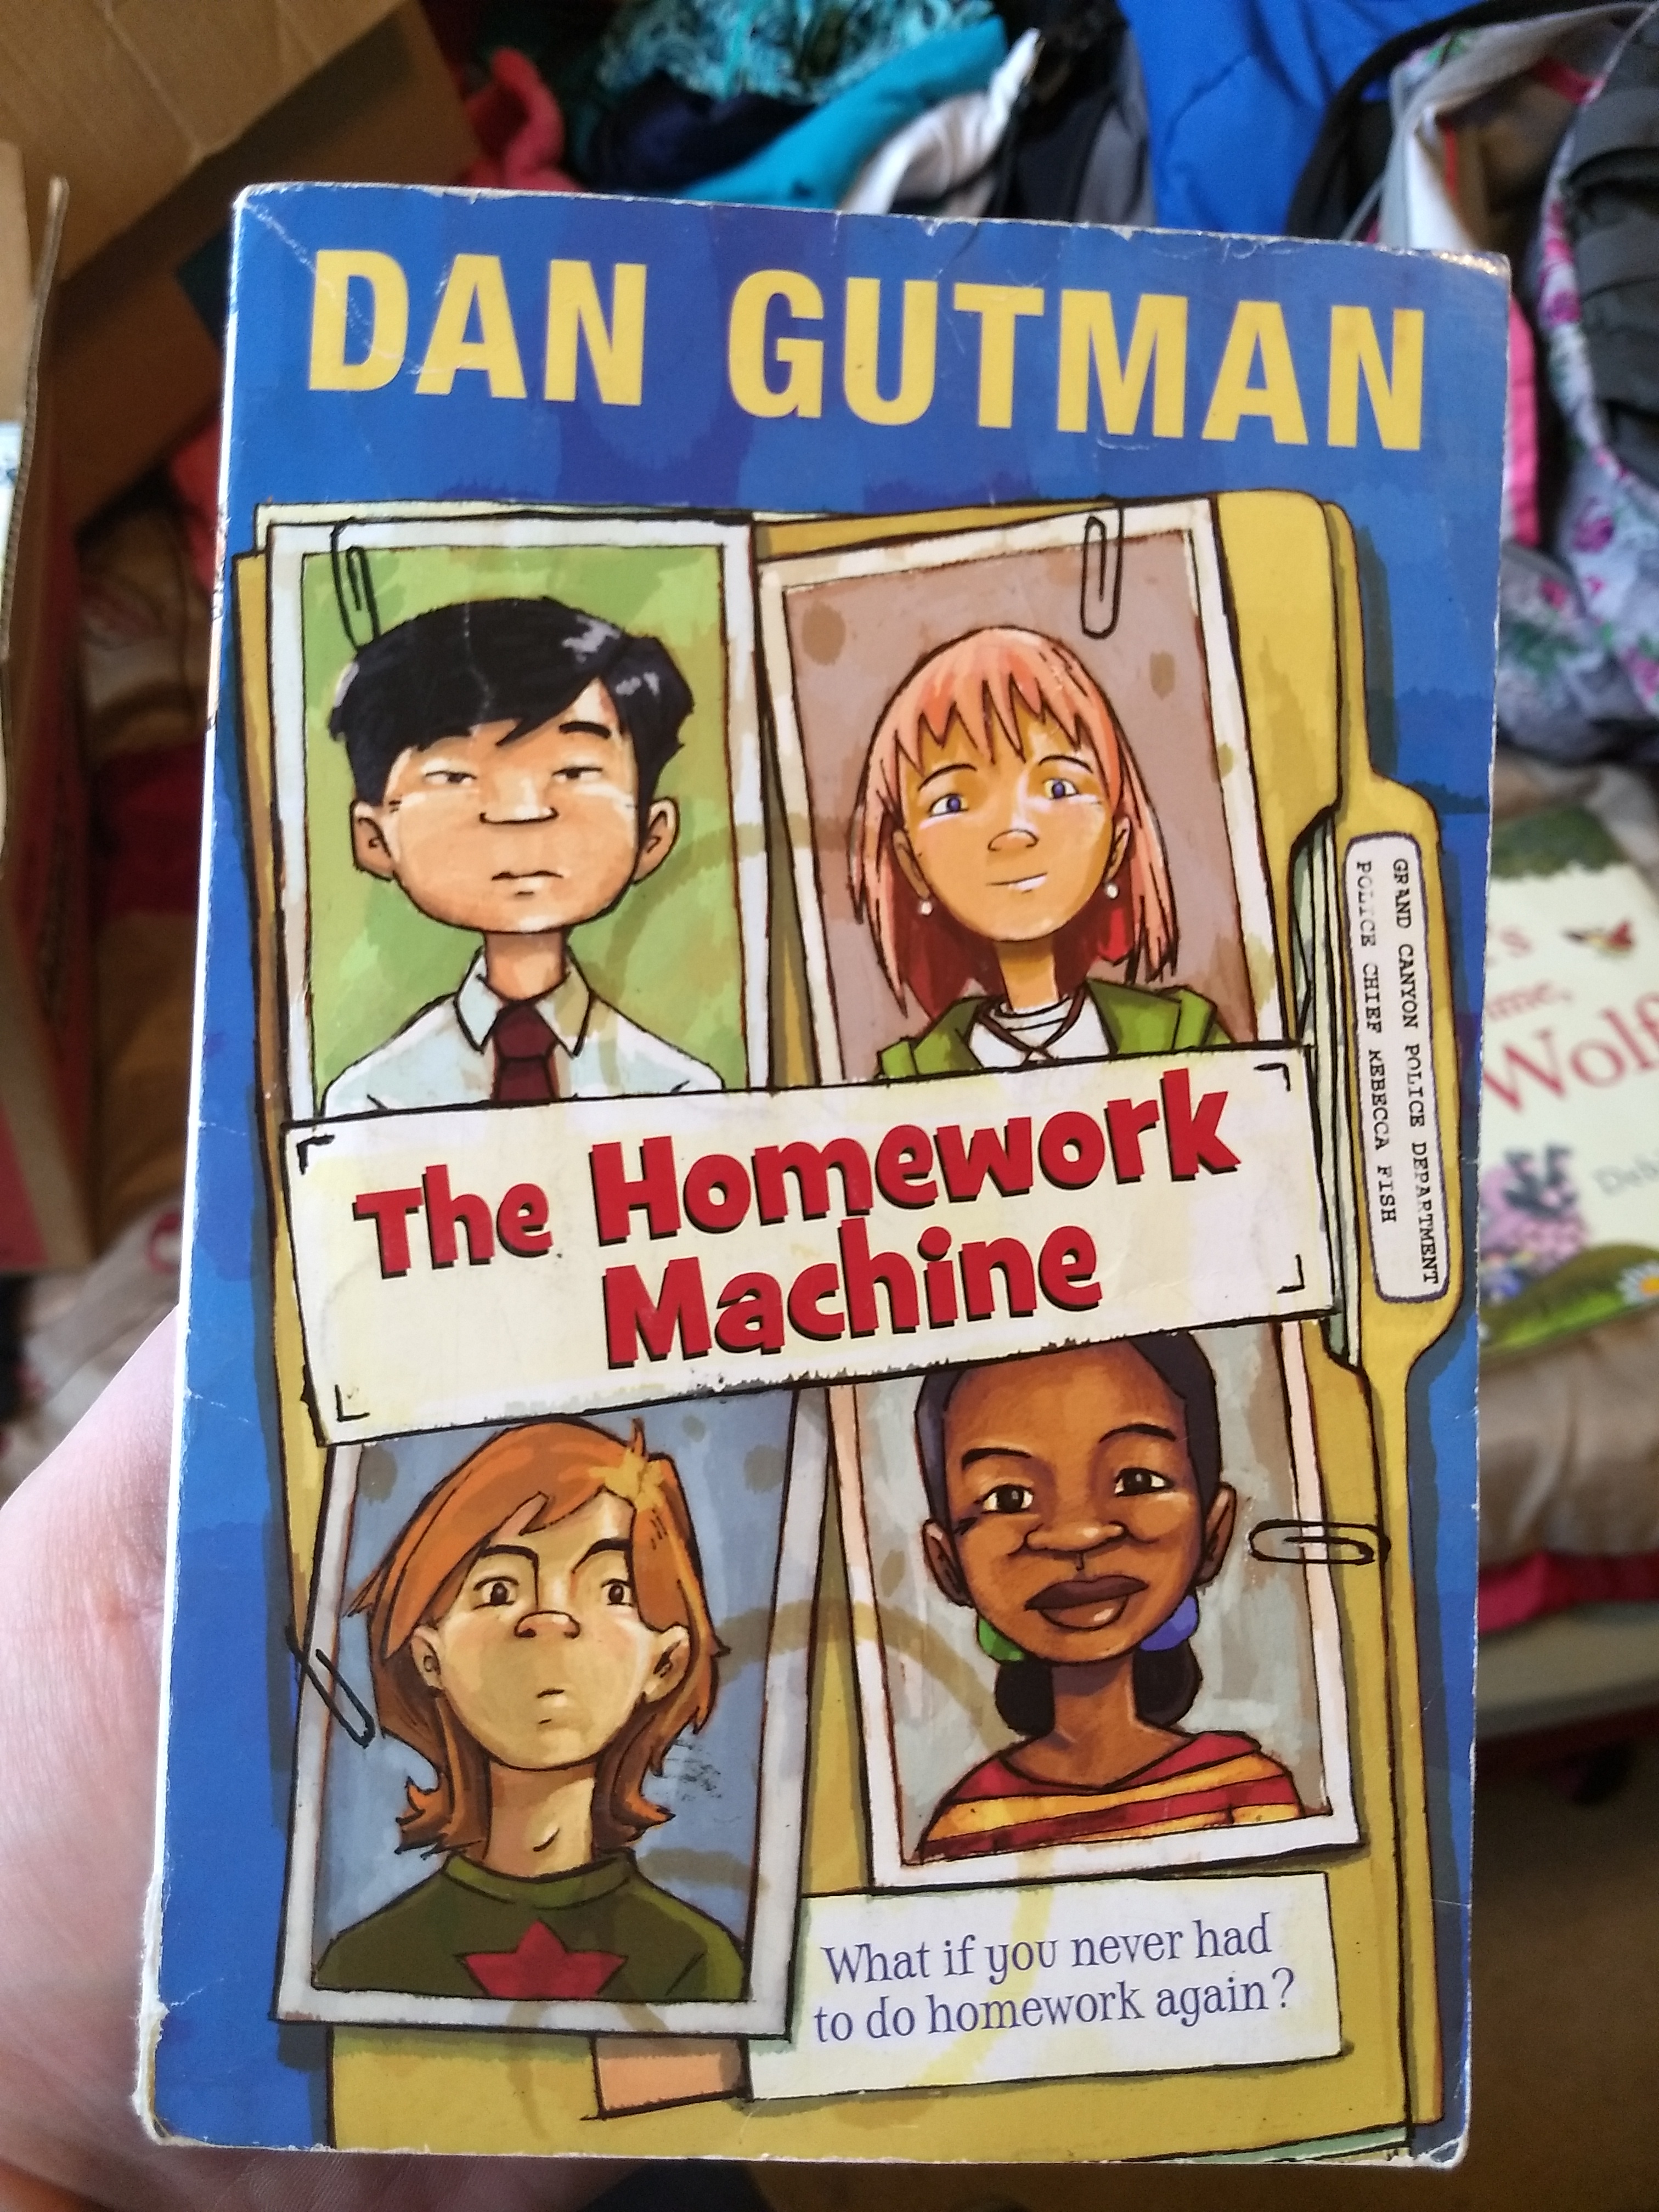 DAN GUTMAN
GRAND CANYON POLICE DEPARTMENT
POLICE CHIEF REBECCA FISH
The Homework
Machine
What if you never had
to do homework again?
Wolf